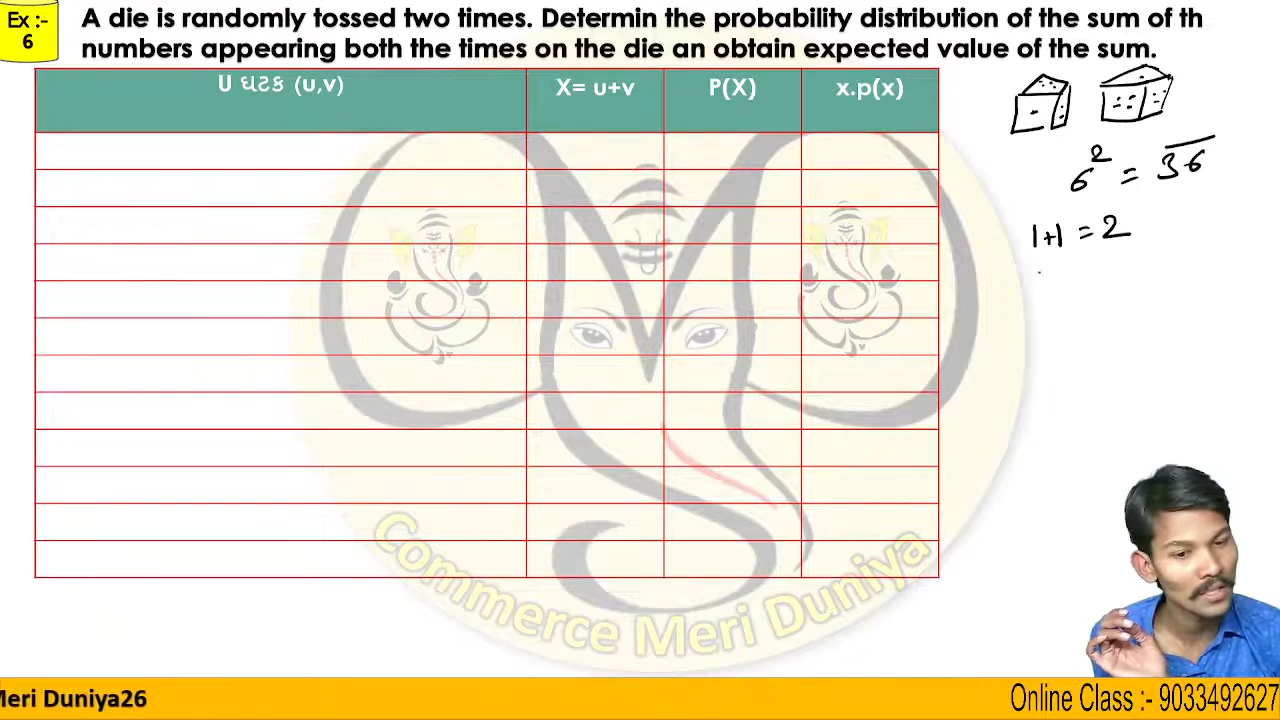 Ex :-
6
A die is randomly tossed two times. Determin the probability distribution of the sum of th
numbers appearing both the times on the die an obtain expected value of the sum.
U ઘટક (u,v) X= u+v P(X) x.p(x)
6² = 36
1+1 = 2
Commerce Meri Duniya
Meri Duniya26
Online Class :- 9033492627